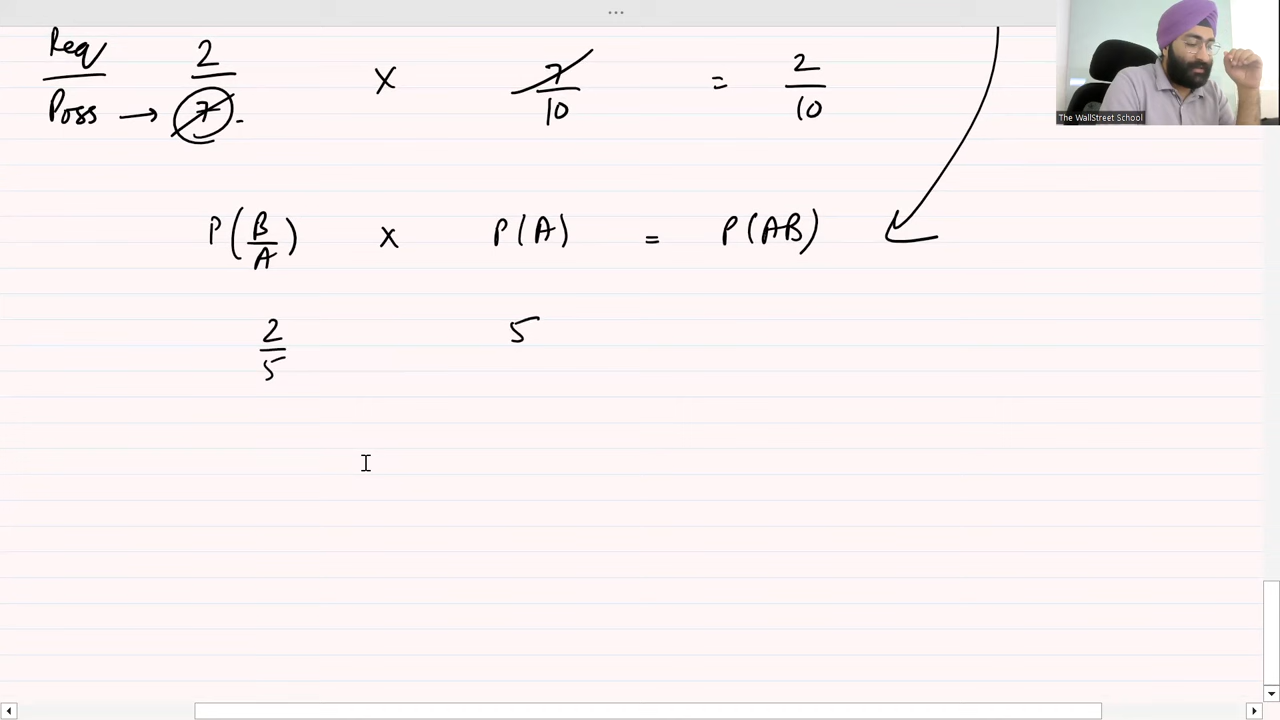 Req/Poss → 2/7 x 7/10 = 2/10
The WallStreet School
P(B/A) x P(A) = P(AB)
2/5 5